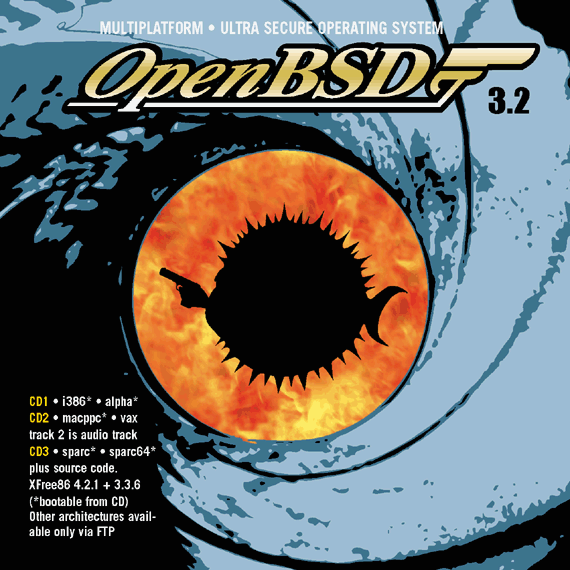 MULTIPLATFORM • ULTRA SECURE OPERATING SYSTEM
OpenBSD
3.2
CD1 • i386* • alpha*
CD2 • macppc* • vax
track 2 is audio track
CD3 • sparc* • sparc64*
plus source code.
XFree86 4.2.1 + 3.3.6
(*bootable from CD)
Other architectures avail-
able only via FTP